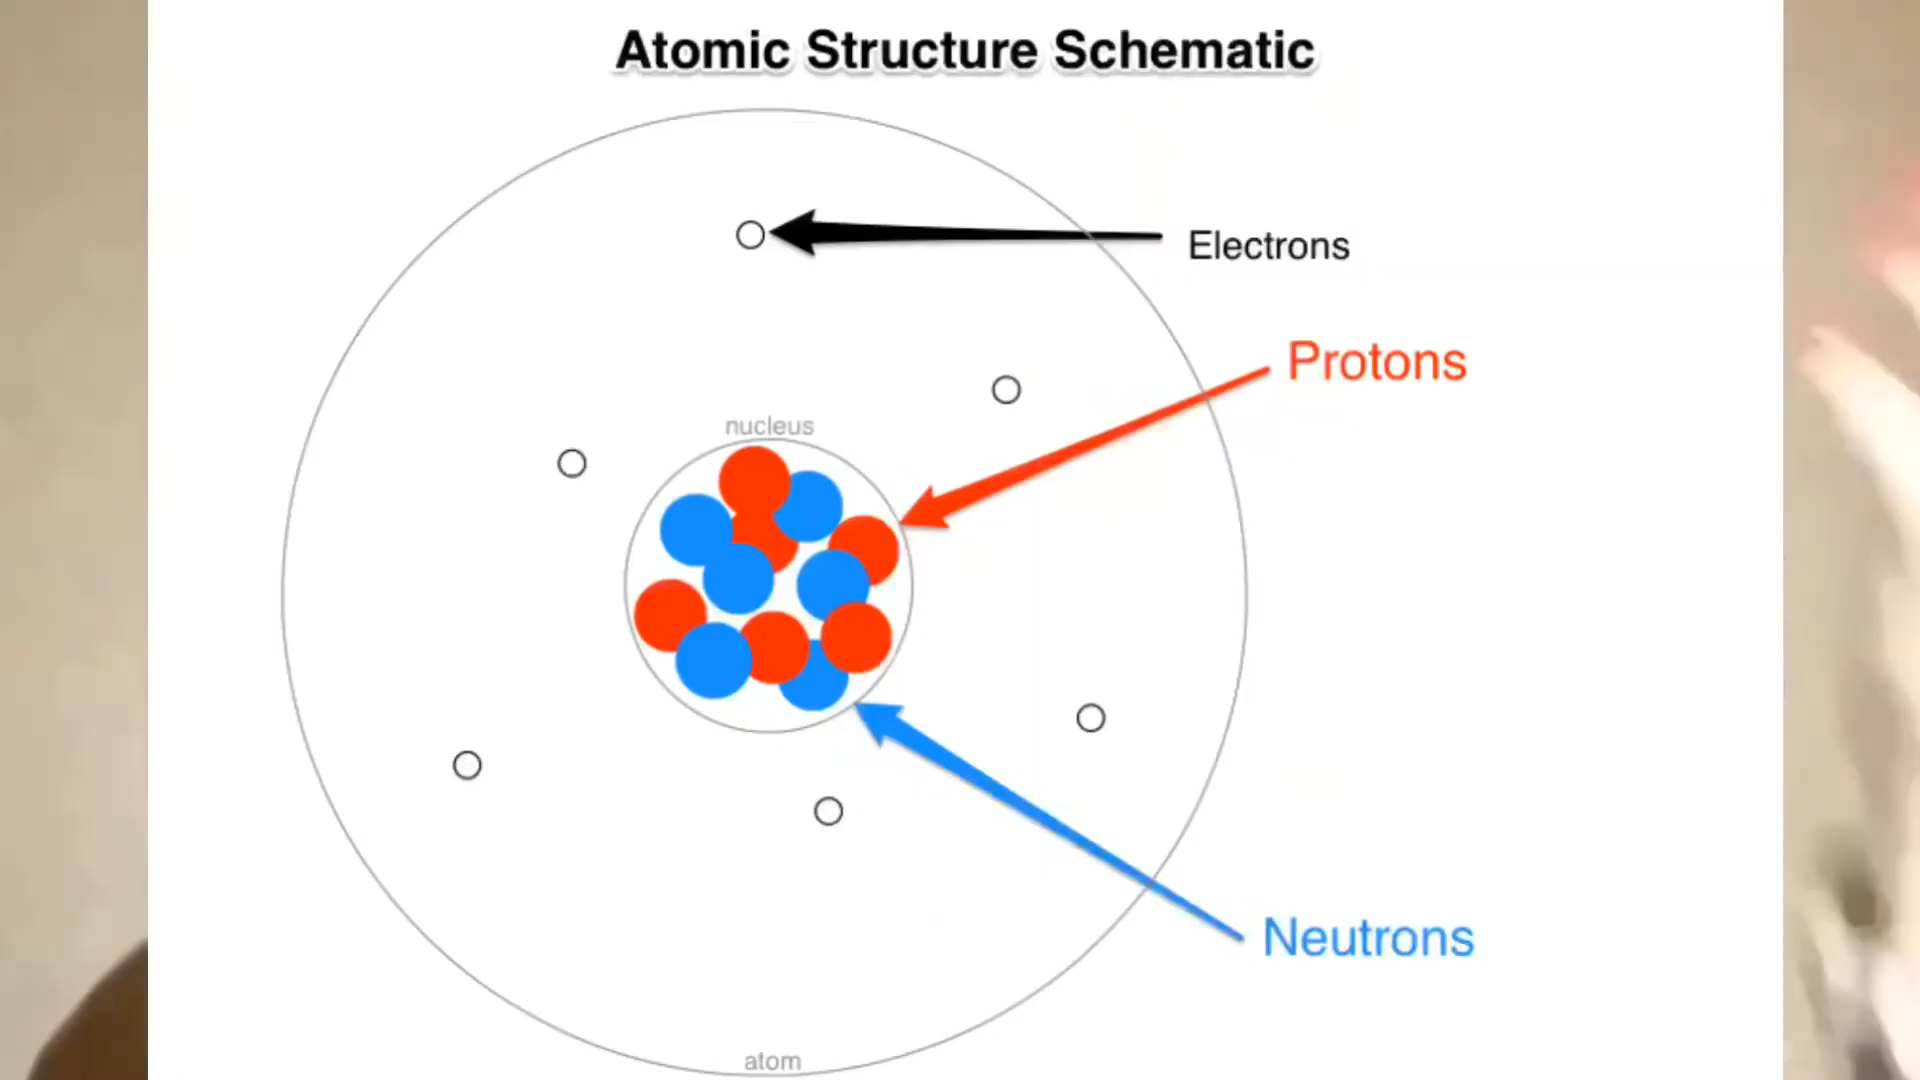 Atomic Structure Schematic
Electrons
Protons
nucleus
Neutrons
atom